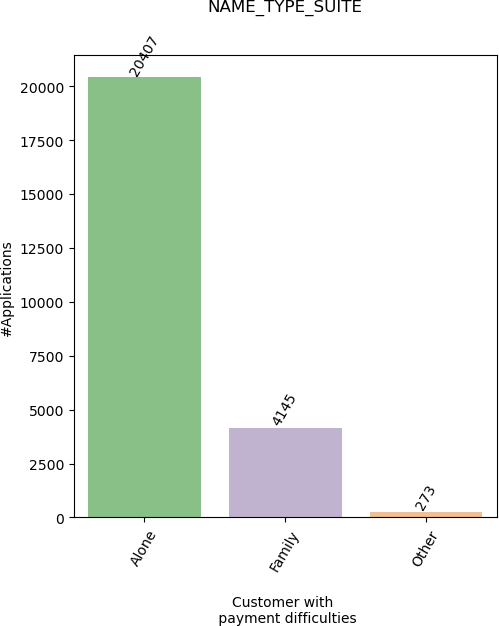 NAME_TYPE_SUITE
20407
20000
17500
15000
12500
10000
7500
5000
2500
0
#Applications
4145
273
Alone
Family
Other
Customer with
payment difficulties